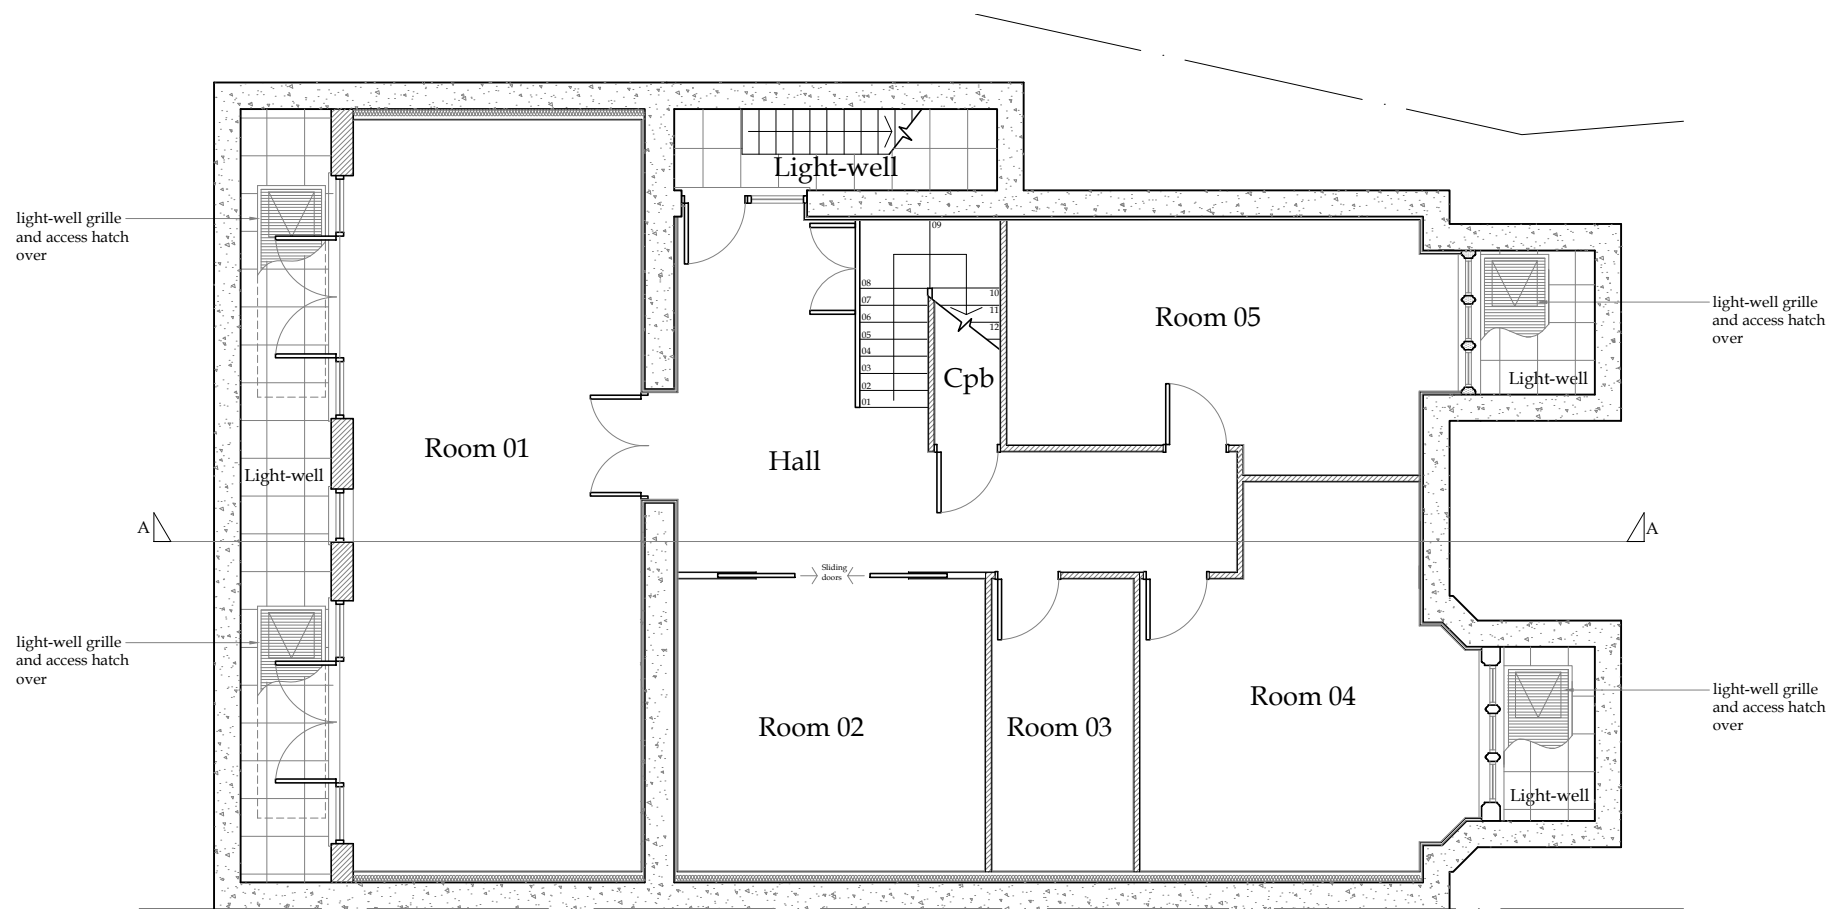 Light-well
light-well grille
and access hatch
over
09
08
07
06
05
04
03
02
01
10
11
12
Room 05
light-well grille
and access hatch
over
Cpb
Light-well
Room 01
Hall
Light-well
A
A
Sliding
doors
light-well grille
and access hatch
over
Room 02
Room 03
Room 04
light-well grille
and access hatch
over
Light-well